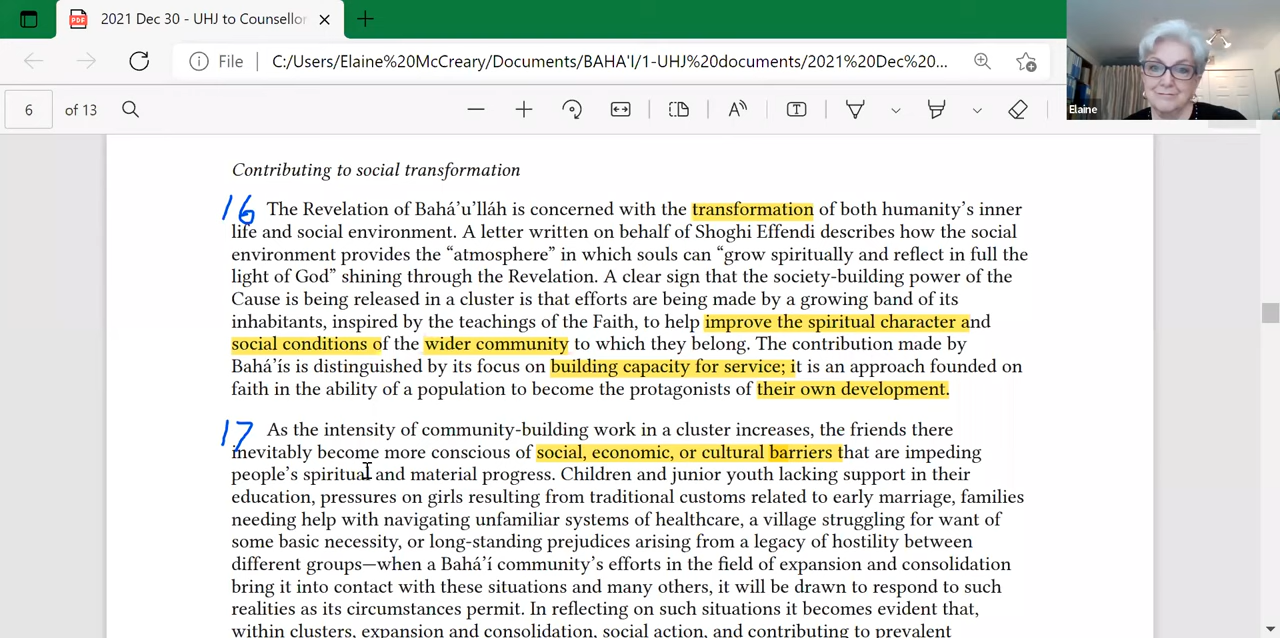 2021 Dec 30 - UHJ to Counsellor
File
C:/Users/Elaine%20McCreary/Documents/BAHA'I/1-UHJ%20documents/2021%20Dec%20...
6 of 13
Elaine
Contributing to social transformation
16 The Revelation of Bahá’u’lláh is concerned with the transformation of both humanity’s inner
life and social environment. A letter written on behalf of Shoghi Effendi describes how the social
environment provides the “atmosphere” in which souls can “grow spiritually and reflect in full the
light of God” shining through the Revelation. A clear sign that the society-building power of the
Cause is being released in a cluster is that efforts are being made by a growing band of its
inhabitants, inspired by the teachings of the Faith, to help improve the spiritual character and
social conditions of the wider community to which they belong. The contribution made by
Bahá’ís is distinguished by its focus on building capacity for service; it is an approach founded on
faith in the ability of a population to become the protagonists of their own development.
17 As the intensity of community-building work in a cluster increases, the friends there
inevitably become more conscious of social, economic, or cultural barriers that are impeding
people’s spiritual and material progress. Children and junior youth lacking support in their
education, pressures on girls resulting from traditional customs related to early marriage, families
needing help with navigating unfamiliar systems of healthcare, a village struggling for want of
some basic necessity, or long-standing prejudices arising from a legacy of hostility between
different groups—when a Bahá’í community’s efforts in the field of expansion and consolidation
bring it into contact with these situations and many others, it will be drawn to respond to such
realities as its circumstances permit. In reflecting on such situations it becomes evident that,
within clusters, expansion and consolidation, social action, and contributing to prevalent